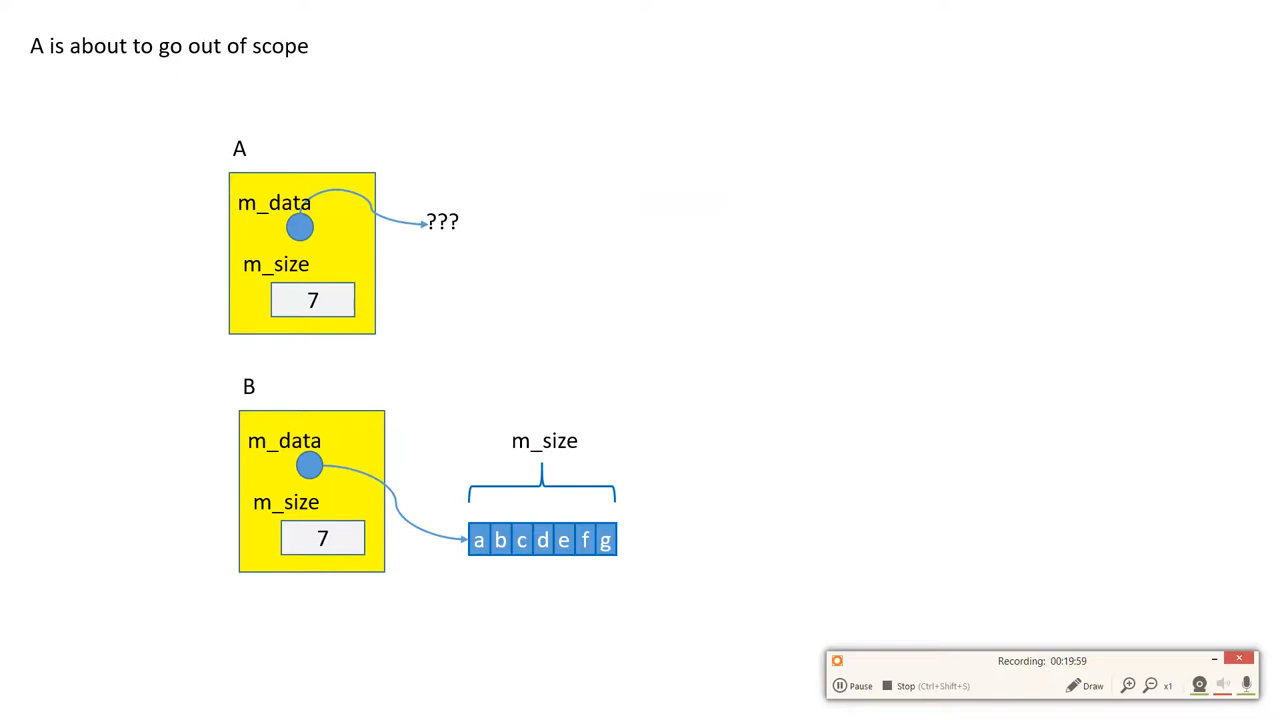 A is about to go out of scope
A
m_data
???
m_size
7
B
m_data
m_size
m_size
7
a b c d e f g
Recording: 00:19:59
Pause Stop (Ctrl+Shift+S) Draw x1